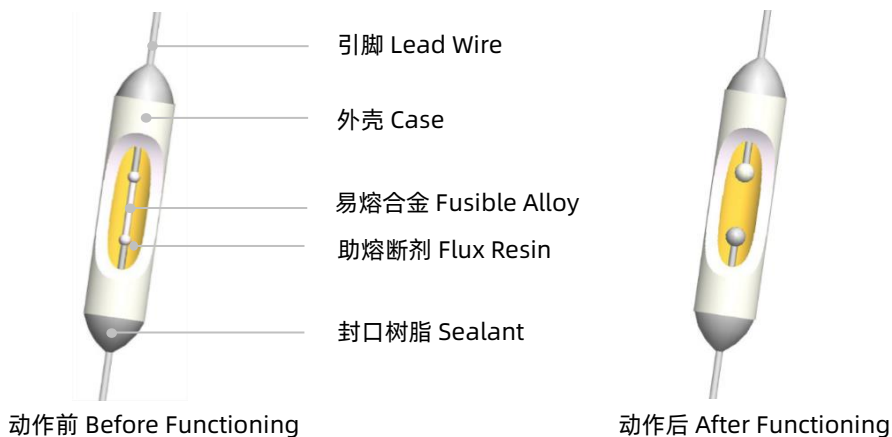 引脚 Lead Wire
外壳 Case
易熔合金 Fusible Alloy
助熔断剂 Flux Resin
封口树脂 Sealant
动作前 Before Functioning
动作后 After Functioning